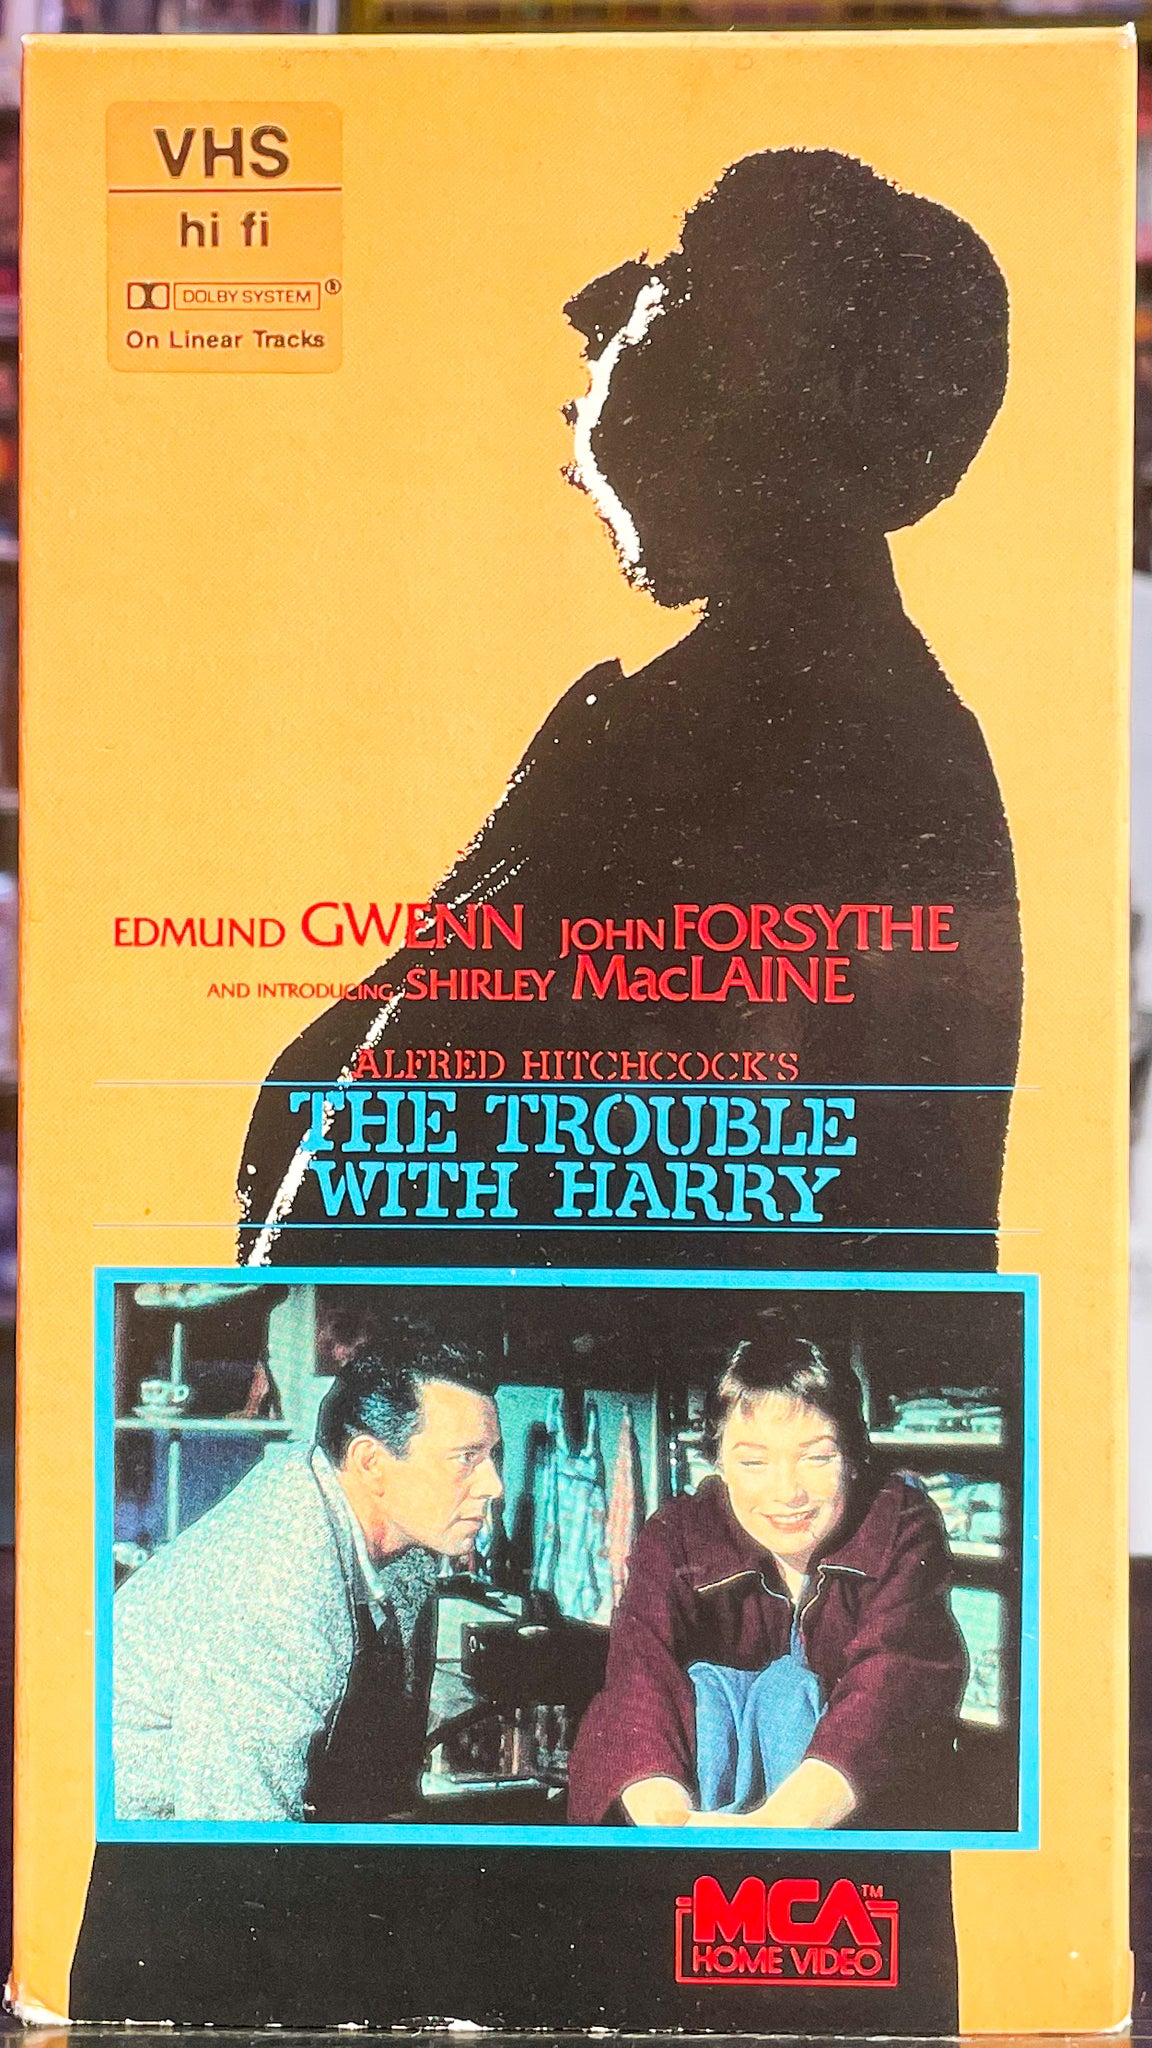 VHS
hi fi
DOLBY SYSTEM®
On Linear Tracks
EDMUND GWENN JOHN FORSYTHE
AND INTRODUCING SHIRLEY MacLAINE
ALFRED HITCHCOCK'S
THE TROUBLE
WITH HARRY
MCA™
HOME VIDEO